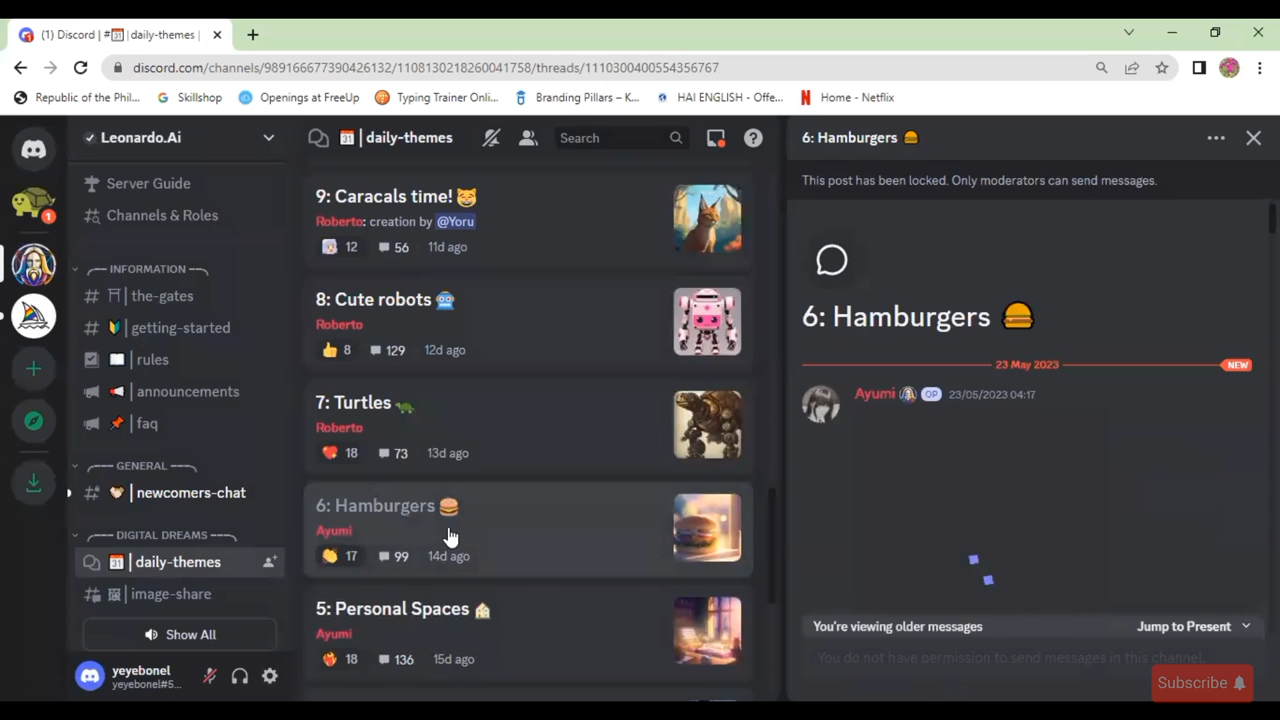 (1) Discord | #📅 | daily-themes |
discord.com/channels/989166677390426132/1108130218260041758/threads/1110300400554356767
Republic of the Phil...
Skillshop
Openings at FreeUp
Typing Trainer Onli...
Branding Pillars – K...
HAI ENGLISH - Offe...
Home - Netflix
Leonardo.Ai
Server Guide
Channels & Roles
INFORMATION
# | the-gates
# | getting-started
| rules
| announcements
| faq
GENERAL
| newcomers-chat
DIGITAL DREAMS
| daily-themes
| image-share
Show All
yeyebonel
yeyebonel#5...
1
| daily-themes
Search
9: Caracals time! 😸
Roberto: creation by @Yoru
12 56 11d ago
8: Cute robots 🤖
Roberto
8 129 12d ago
7: Turtles 🐢
Roberto
18 73 13d ago
6: Hamburgers 🍔
Ayumi
17 99 14d ago
5: Personal Spaces 🏠
Ayumi
18 136 15d ago
6: Hamburgers 🍔
This post has been locked. Only moderators can send messages.
6: Hamburgers 🍔
23 May 2023 NEW
Ayumi OP 23/05/2023 04:17
You're viewing older messages Jump to Present
You do not have permission to send messages in this channel.
Subscribe